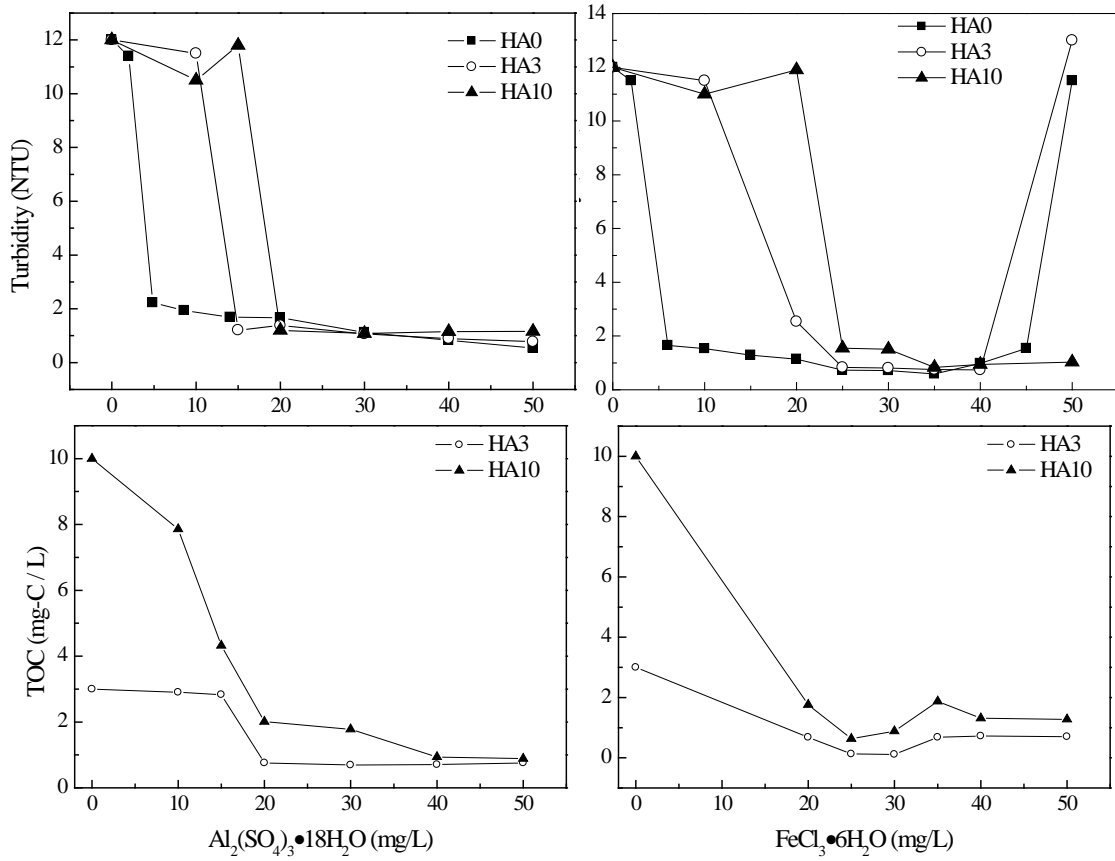 12
10
8
6
4
2
0
Turbidity (NTU)
0 10 20 30 40 50
HA0
HA3
HA10
14
12
10
8
6
4
2
0
0 10 20 30 40 50
HA0
HA3
HA10
10
8
6
4
2
0
TOC (mg-C / L)
0 10 20 30 40 50
Al₂(SO₄)₃●18H₂O (mg/L)
HA3
HA10
10
8
6
4
2
0
0 10 20 30 40 50
FeCl₃●6H₂O (mg/L)
HA3
HA10